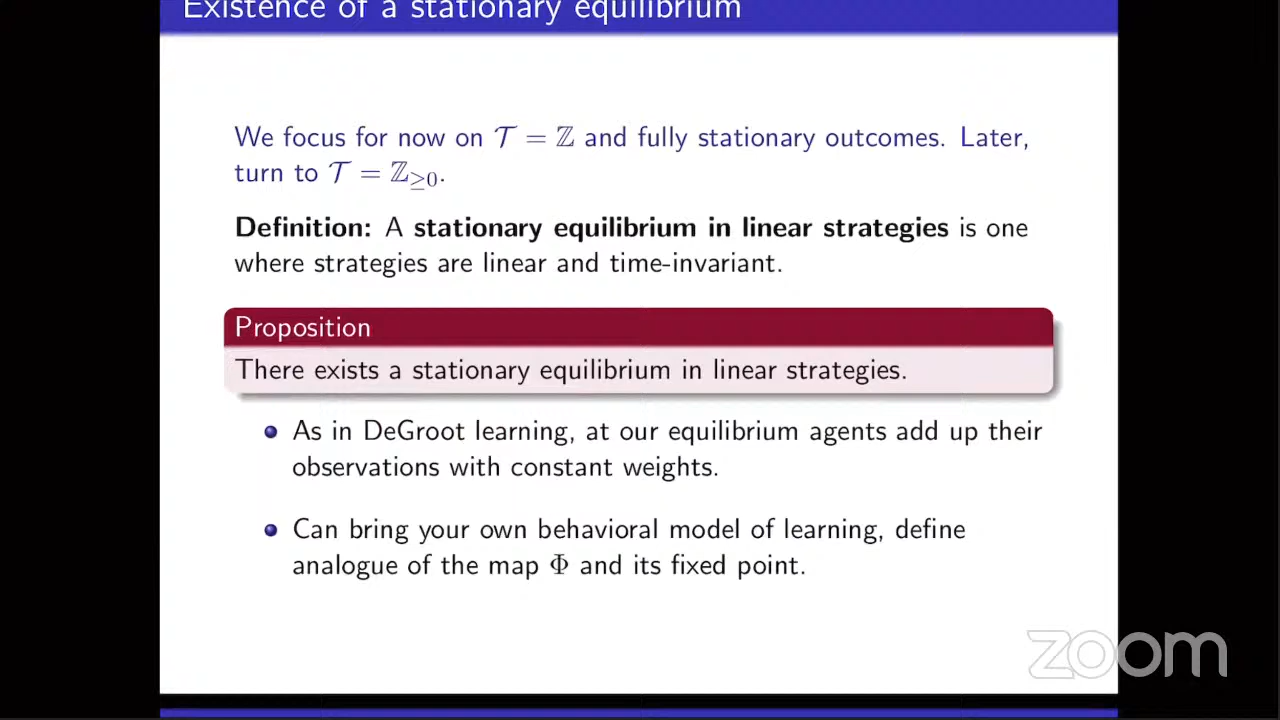 Existence of a stationary equilibrium
We focus for now on 𝒯 = ℤ and fully stationary outcomes. Later,
turn to 𝒯 = ℤ≥0.
Definition: A stationary equilibrium in linear strategies is one
where strategies are linear and time-invariant.
Proposition
There exists a stationary equilibrium in linear strategies.
As in DeGroot learning, at our equilibrium agents add up their
observations with constant weights.
Can bring your own behavioral model of learning, define
analogue of the map Φ and its fixed point.
zoom